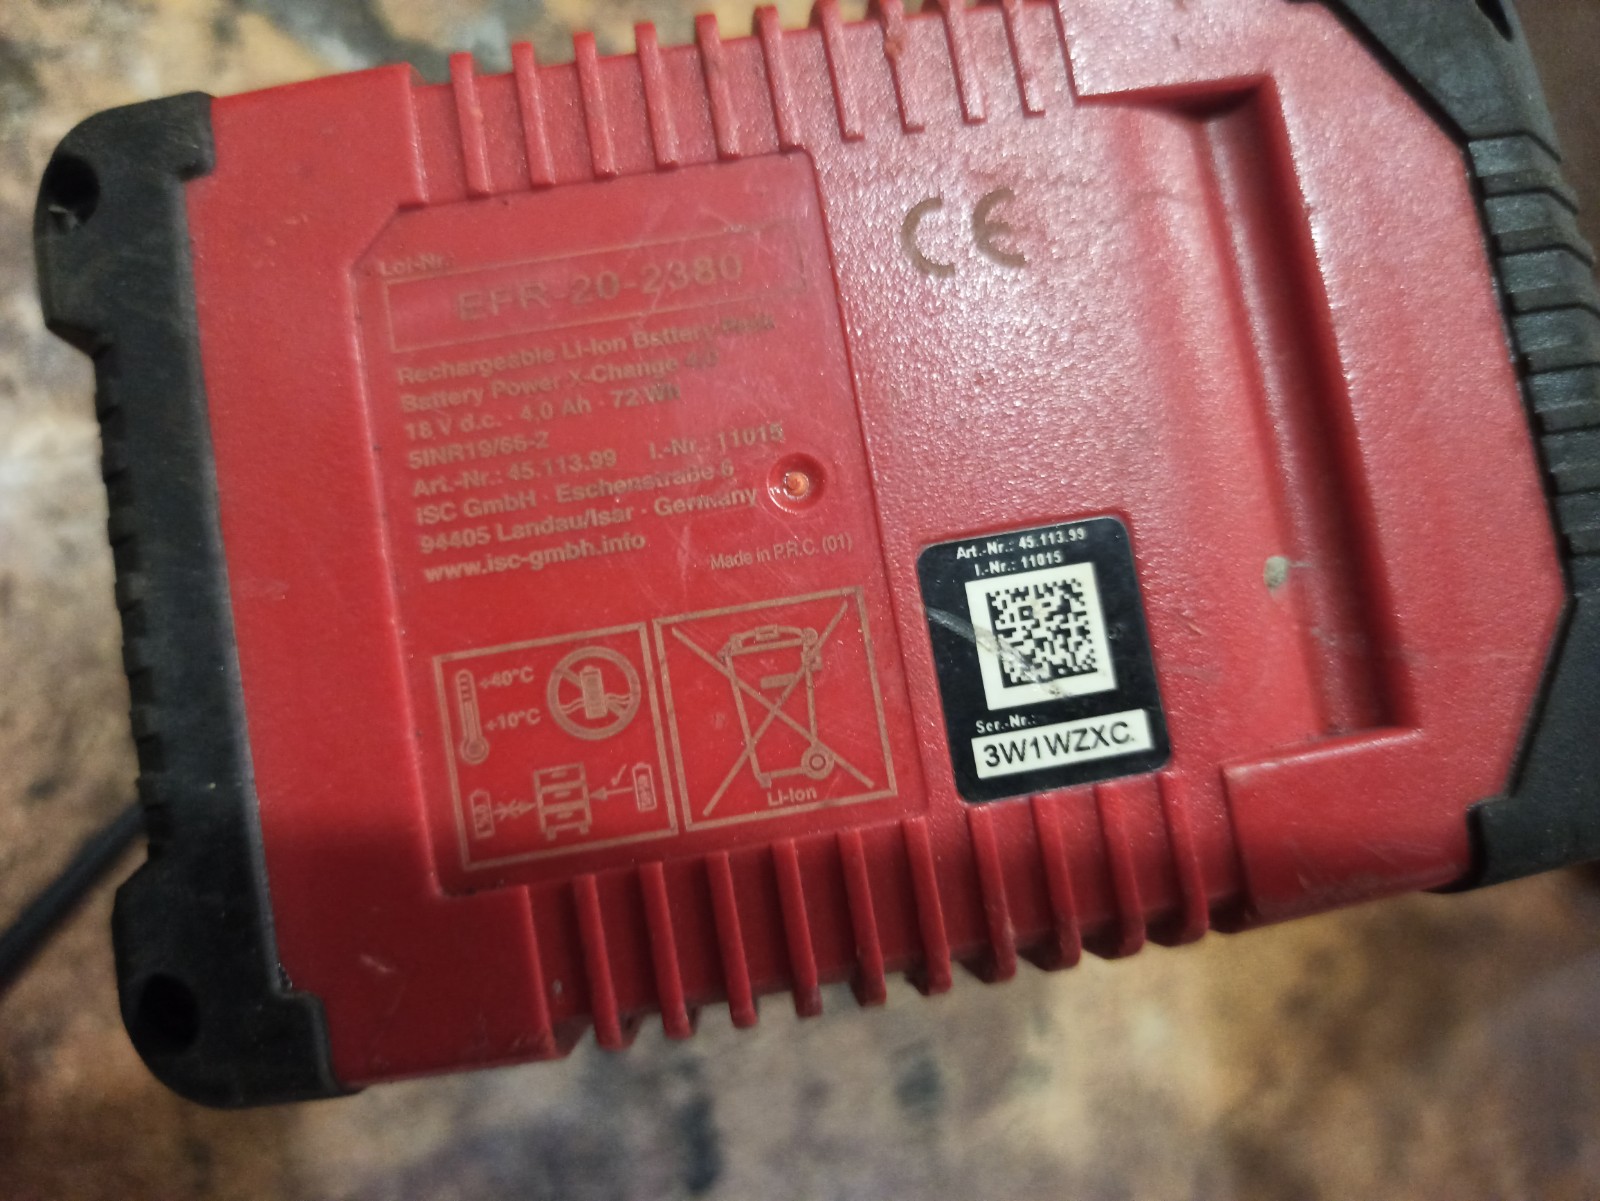 CE
Lot-Nr.:
EFR-20-2380
Rechargeable Li-Ion Battery Pack
Battery Power X-Change 4,0
18 V d.c. · 4,0 Ah · 72 Wh
5INR19/66-2
Art.-Nr.: 45.113.99 I.-Nr.: 11015
iSC GmbH · Eschenstraße 6
94405 Landau/Isar · Germany
www.isc-gmbh.info
Made in P.R.C. (01)
+40°C
+10°C
Li-Ion
Art.-Nr.: 45.113.99
I.-Nr.: 11015
Ser.-Nr.:
3W1WZXC.